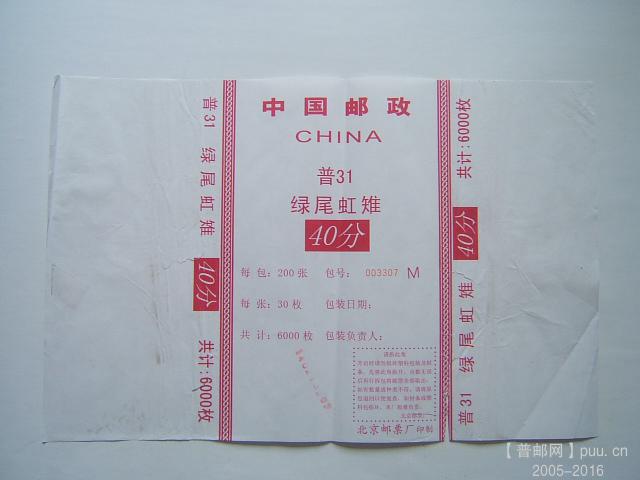 中国邮政
CHINA
普31
绿尾虹雉
40分
每 包：200张 包号： 003307 M
每 张：30枚 包装日期：
共 计：6000枚 包装负责人：
请热此角
北京邮票厂印制
普31 绿尾虹雉 40分 共计：6000枚
普31 绿尾虹雉 40分 共计：6000枚
【普邮网】puu.cn
2005-2016